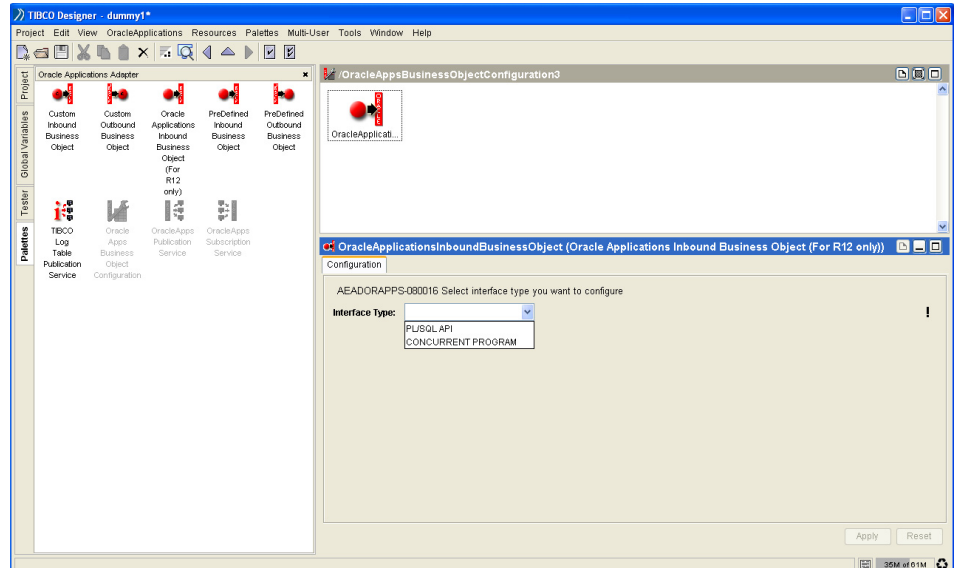 TIBCO Designer - dummy1*
Project Edit View OracleApplications Resources Palettes Multi-User Tools Window Help
Project
Global Variables
Tester
Palettes
Oracle Applications Adapter
Custom
Inbound
Business
Object
Custom
Outbound
Business
Object
Oracle
Applications
Inbound
Business
Object
(For
R12
only)
PreDefined
Inbound
Business
Object
PreDefined
Outbound
Business
Object
TIBCO
Log
Table
Publication
Service
Oracle
Apps
Business
Object
Configuration
OracleApps
Publication
Service
OracleApps
Subscription
Service
/OracleAppsBusinessObjectConfiguration3
OracleApplicati...
OracleApplicationsInboundBusinessObject (Oracle Applications Inbound Business Object (For R12 only))
Configuration
AEADORAPPS-080016 Select interface type you want to configure
Interface Type:
!
PL/SQL API
CONCURRENT PROGRAM
Apply Reset
35M of 61M